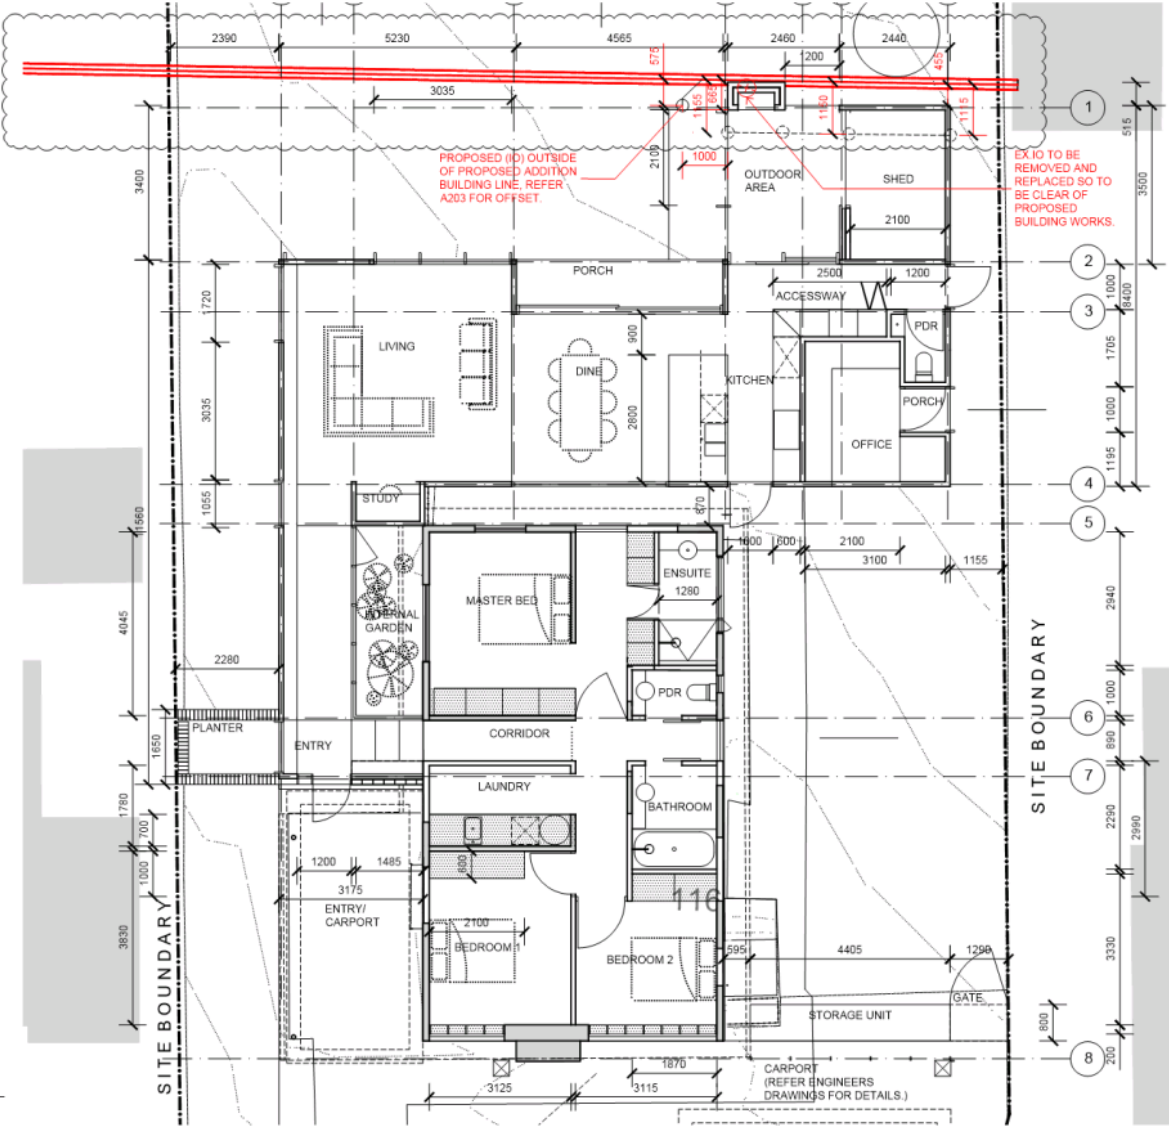 2390
5230
4565
2460
2440
575
1200
455
3035
665
1155
1160
1115
1
515
3400
2100
1000
3500
PROPOSED (IO) OUTSIDE
OF PROPOSED ADDITION
BUILDING LINE, REFER
A203 FOR OFFSET.
OUTDOOR
AREA
SHED
EX.IO TO BE
REMOVED AND
REPLACED SO TO
BE CLEAR OF
PROPOSED
BUILDING WORKS.
2100
2
PORCH
2500
1200
ACCESSWAY
1000
8400
1720
3
900
PDR
LIVING
1705
DINE
KITCHEN
PORCH
3035
2800
1000
OFFICE
1195
STUDY
4
1055
870
1560
5
1600
600
2100
3100
1155
ENSUITE
1280
MASTER BED
2940
INTERNAL
GARDEN
4045
2280
SITE BOUNDARY
PDR
1000
6
PLANTER
CORRIDOR
ENTRY
1650
890
7
LAUNDRY
BATHROOM
1780
700
2290
2990
1200
1485
600
1000
3175
116
ENTRY/
CARPORT
2100
BEDROOM 1
BEDROOM 2
3830
595
4405
1290
3330
SITE BOUNDARY
GATE
STORAGE UNIT
800
200
8
1870
CARPORT
(REFER ENGINEERS
DRAWINGS FOR DETAILS.)
3125
3115